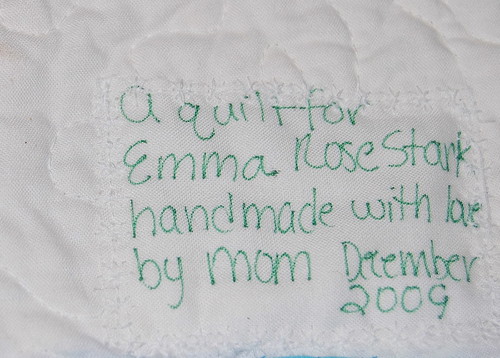 a quilt for
Emma Rose Stark
handmade with love
by mom December
2009